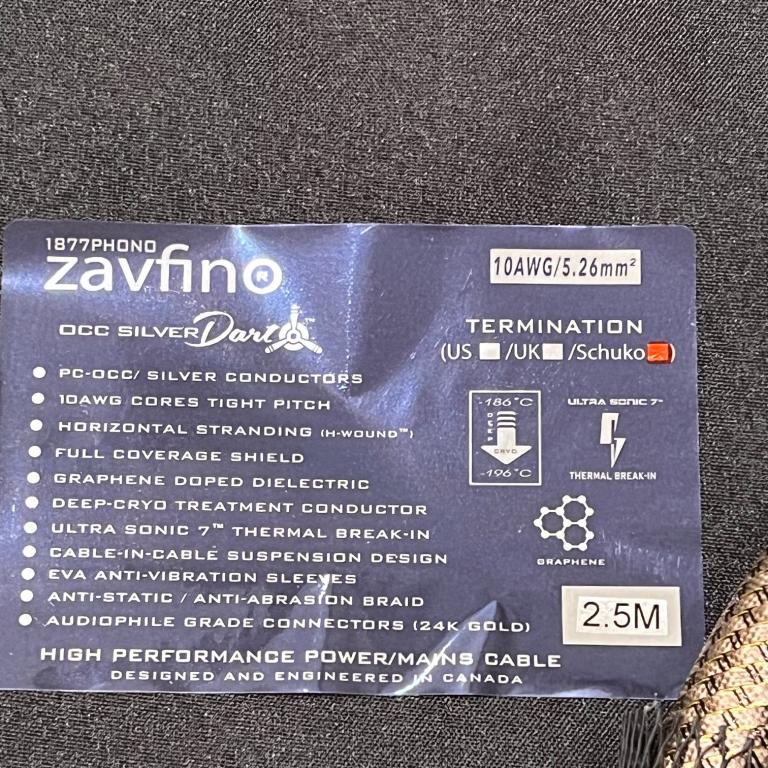 1877PHONO
zavfino®
10AWG/5.26mm²
OCC SILVER Dart™
TERMINATION
(US /UK /Schuko )
PC-OCC/ SILVER CONDUCTORS
10AWG CORES TIGHT PITCH
HORIZONTAL STRANDING (H-WOUND™)
FULL COVERAGE SHIELD
GRAPHENE DOPED DIELECTRIC
DEEP-CRYO TREATMENT CONDUCTOR
ULTRA SONIC 7™ THERMAL BREAK-IN
CABLE-IN-CABLE SUSPENSION DESIGN
EVA ANTI-VIBRATION SLEEVES
ANTI-STATIC / ANTI-ABRASION BRAID
AUDIOPHILE GRADE CONNECTORS (24K GOLD)
-186°C
DEEP
CRYO
-196°C
ULTRA SONIC 7™
THERMAL BREAK-IN
GRAPHENE
2.5M
HIGH PERFORMANCE POWER/MAINS CABLE
DESIGNED AND ENGINEERED IN CANADA